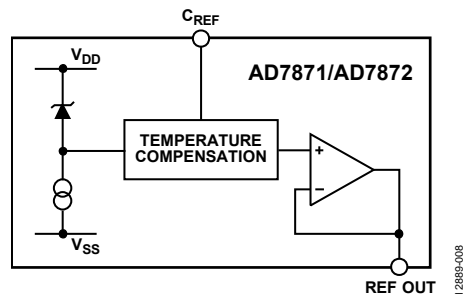 CREF
VDD
AD7871/AD7872
TEMPERATURE
COMPENSATION
+
–
VSS
REF OUT
12889-008